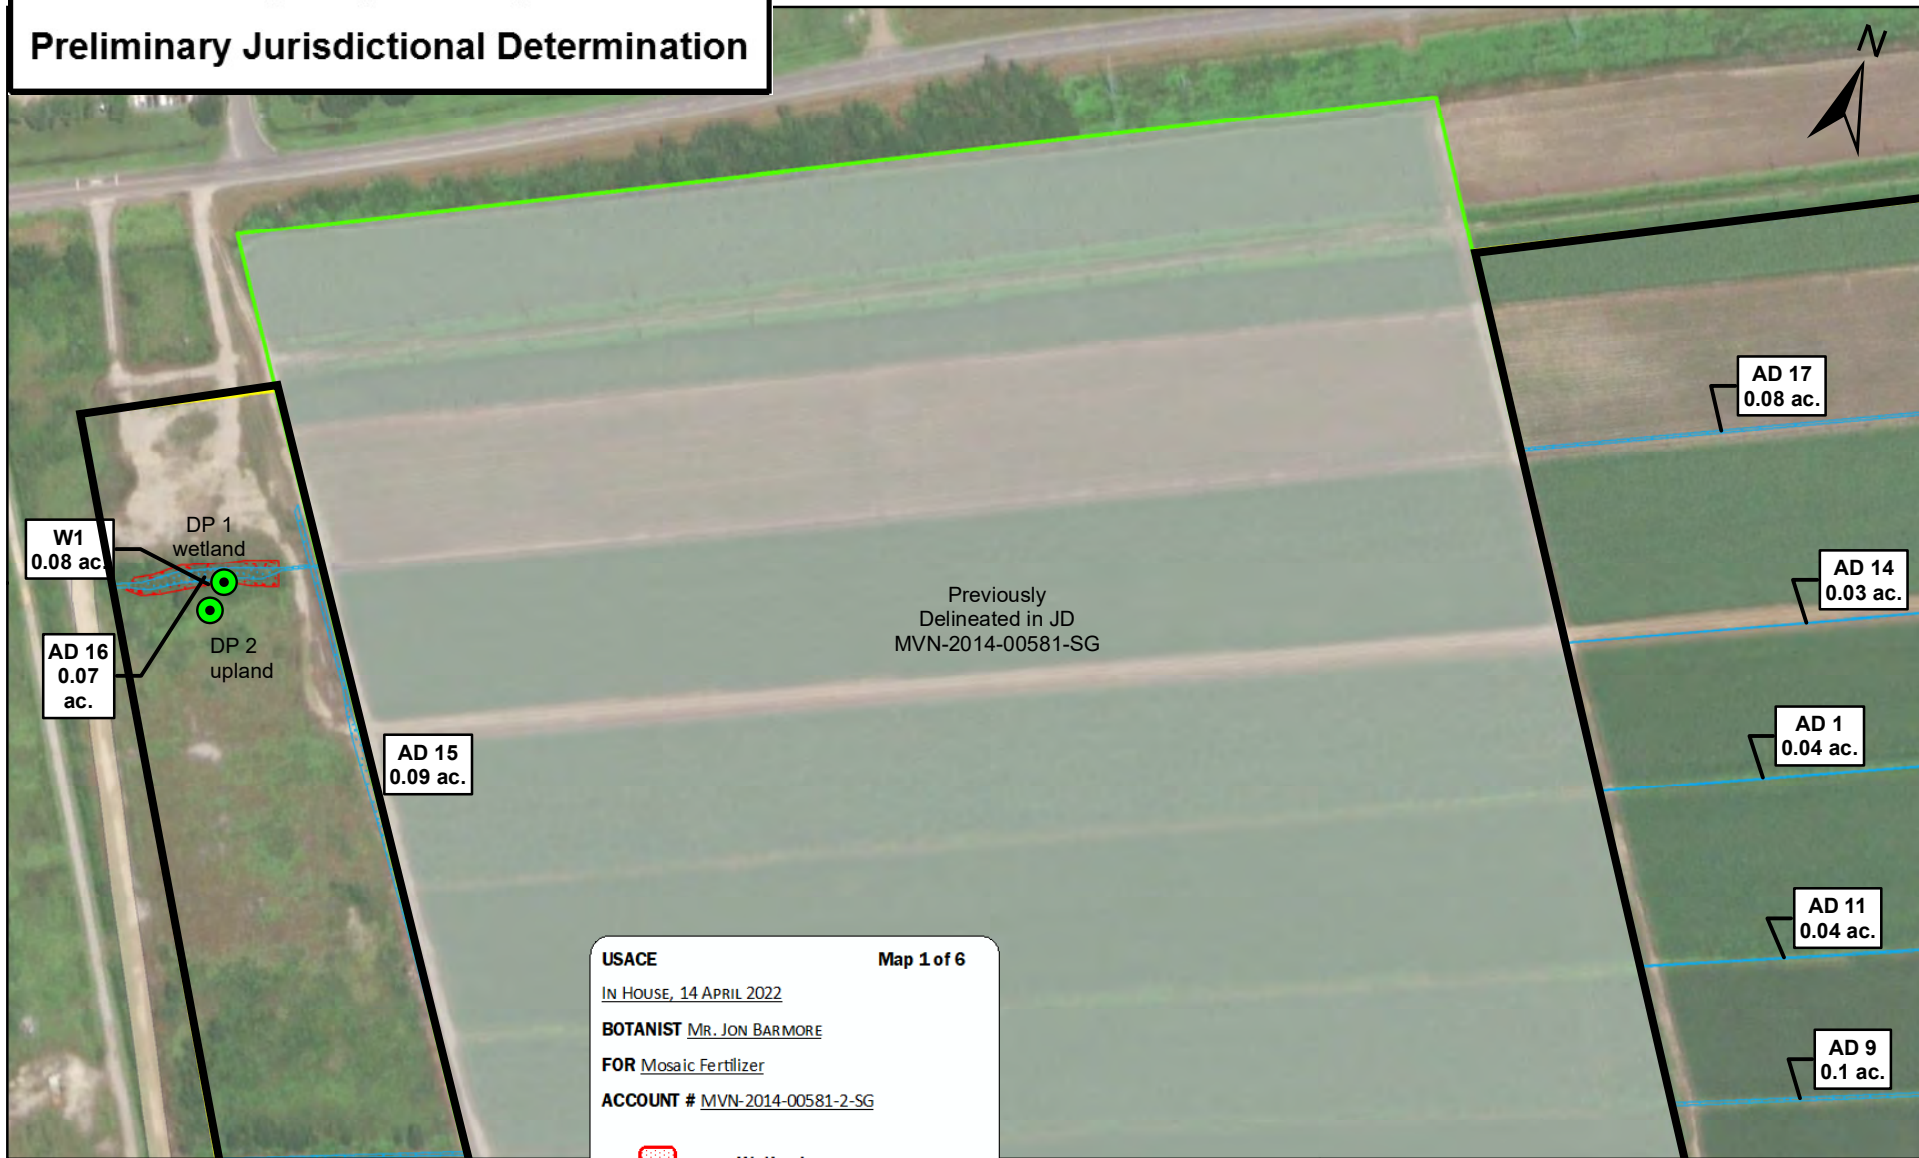 Preliminary Jurisdictional Determination
N
AD 17
0.08 ac.
W1
0.08 ac.
DP 1
wetland
AD 14
0.03 ac.
Previously
Delineated in JD
MVN-2014-00581-SG
AD 16
0.07
ac.
DP 2
upland
AD 15
0.09 ac.
AD 1
0.04 ac.
AD 11
0.04 ac.
USACE Map 1 of 6
IN HOUSE, 14 APRIL 2022
BOTANIST MR. JON BARMORE
FOR Mosaic Fertilizer
ACCOUNT # MVN-2014-00581-2-SG
AD 9
0.1 ac.